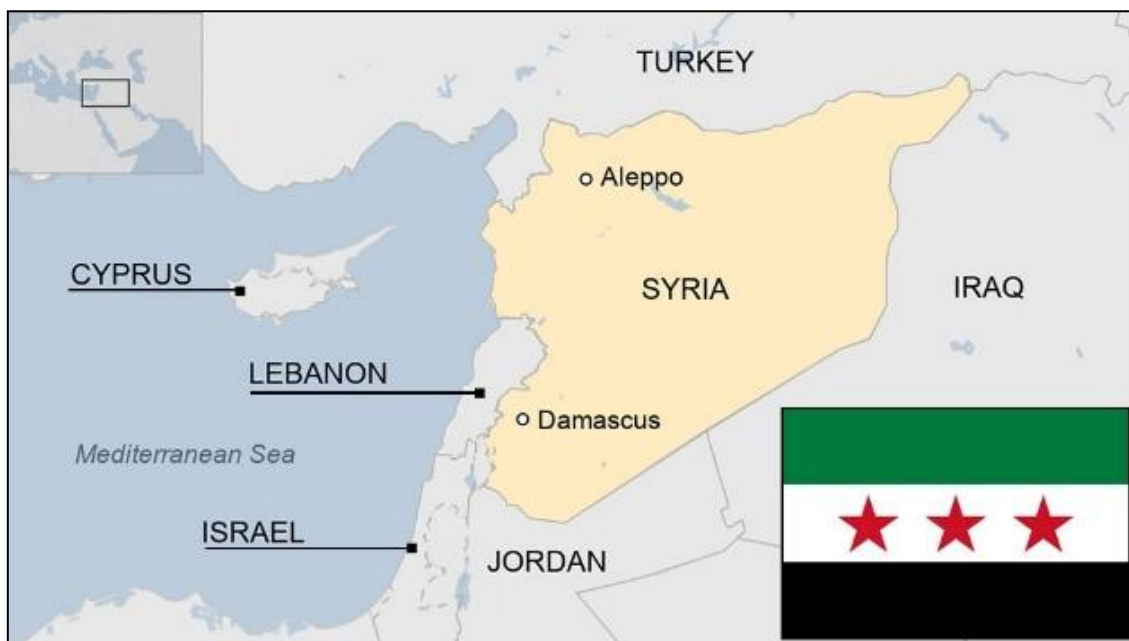 TURKEY
Aleppo
CYPRUS
SYRIA
IRAQ
LEBANON
Damascus
Mediterranean Sea
ISRAEL
JORDAN